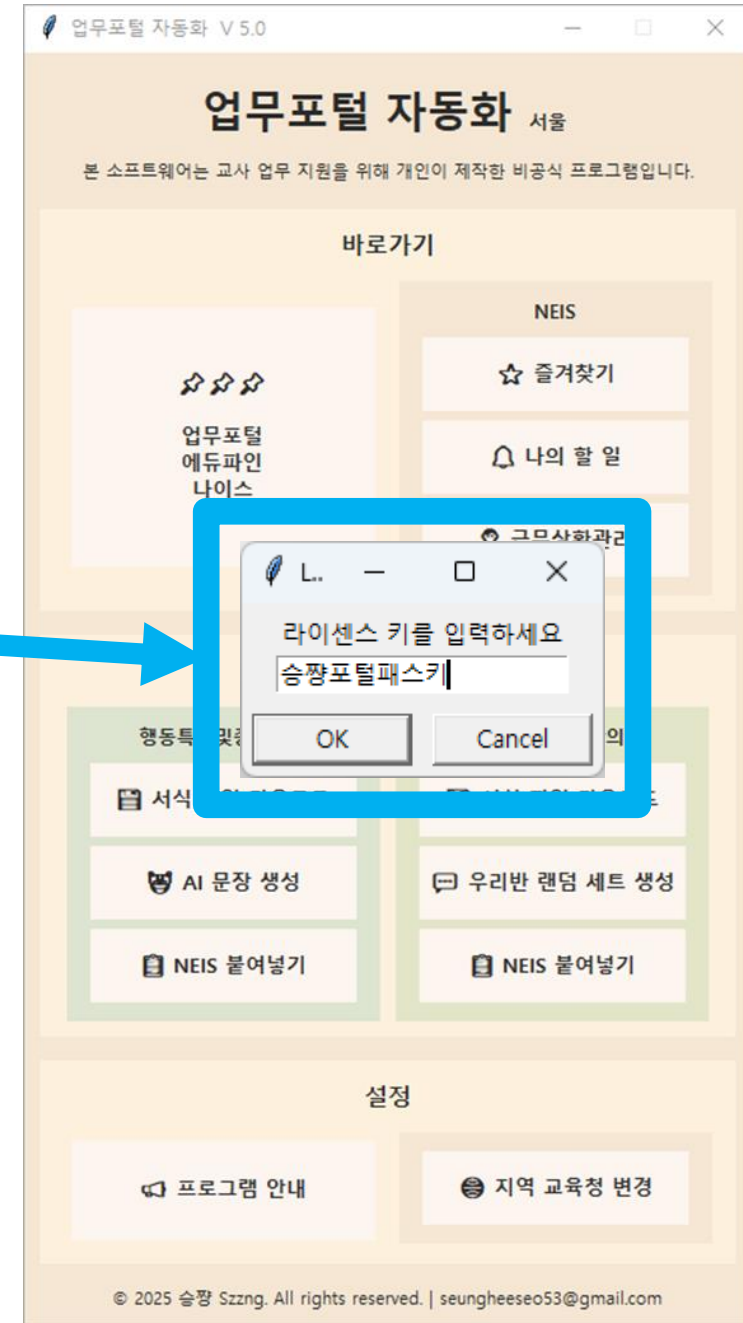 업무포털 자동화 V 5.0
업무포털 자동화 서울
본 소프트웨어는 교사 업무 지원을 위해 개인이 제작한 비공식 프로그램입니다.
바로가기
업무포털
에듀파인
나이스
NEIS
즐겨찾기
나의 할 일
L..
라이센스 키를 입력하세요
승쨩포털패스키
OK
Cancel
행동특
서식
AI 문장 생성
NEIS 붙여넣기
우리반 랜덤 세트 생성
NEIS 붙여넣기
설정
프로그램 안내
지역 교육청 변경
© 2025 승쨩 Szzng. All rights reserved. | seungheeseo53@gmail.com